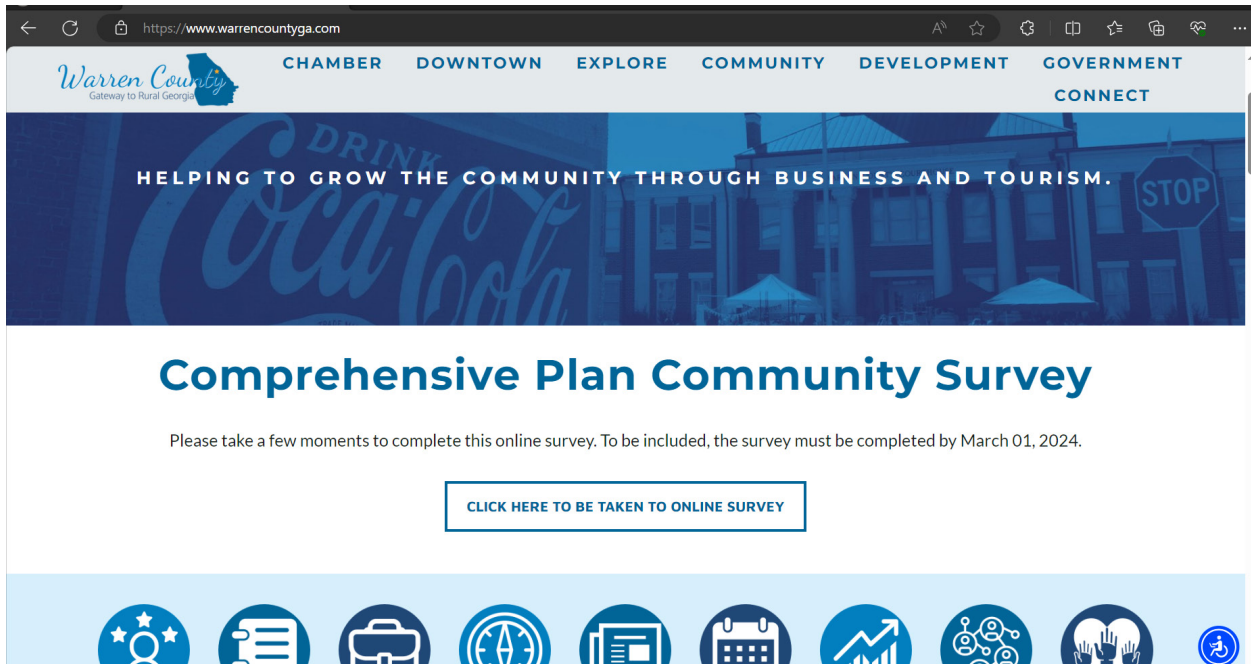 https://www.warrencountyga.com
Warren County
Gateway to Rural Georgia
CHAMBER DOWNTOWN EXPLORE COMMUNITY DEVELOPMENT GOVERNMENT
CONNECT
DRINK
Coca-Cola
STOP
HELPING TO GROW THE COMMUNITY THROUGH BUSINESS AND TOURISM.
Comprehensive Plan Community Survey
Please take a few moments to complete this online survey. To be included, the survey must be completed by March 01, 2024.
CLICK HERE TO BE TAKEN TO ONLINE SURVEY